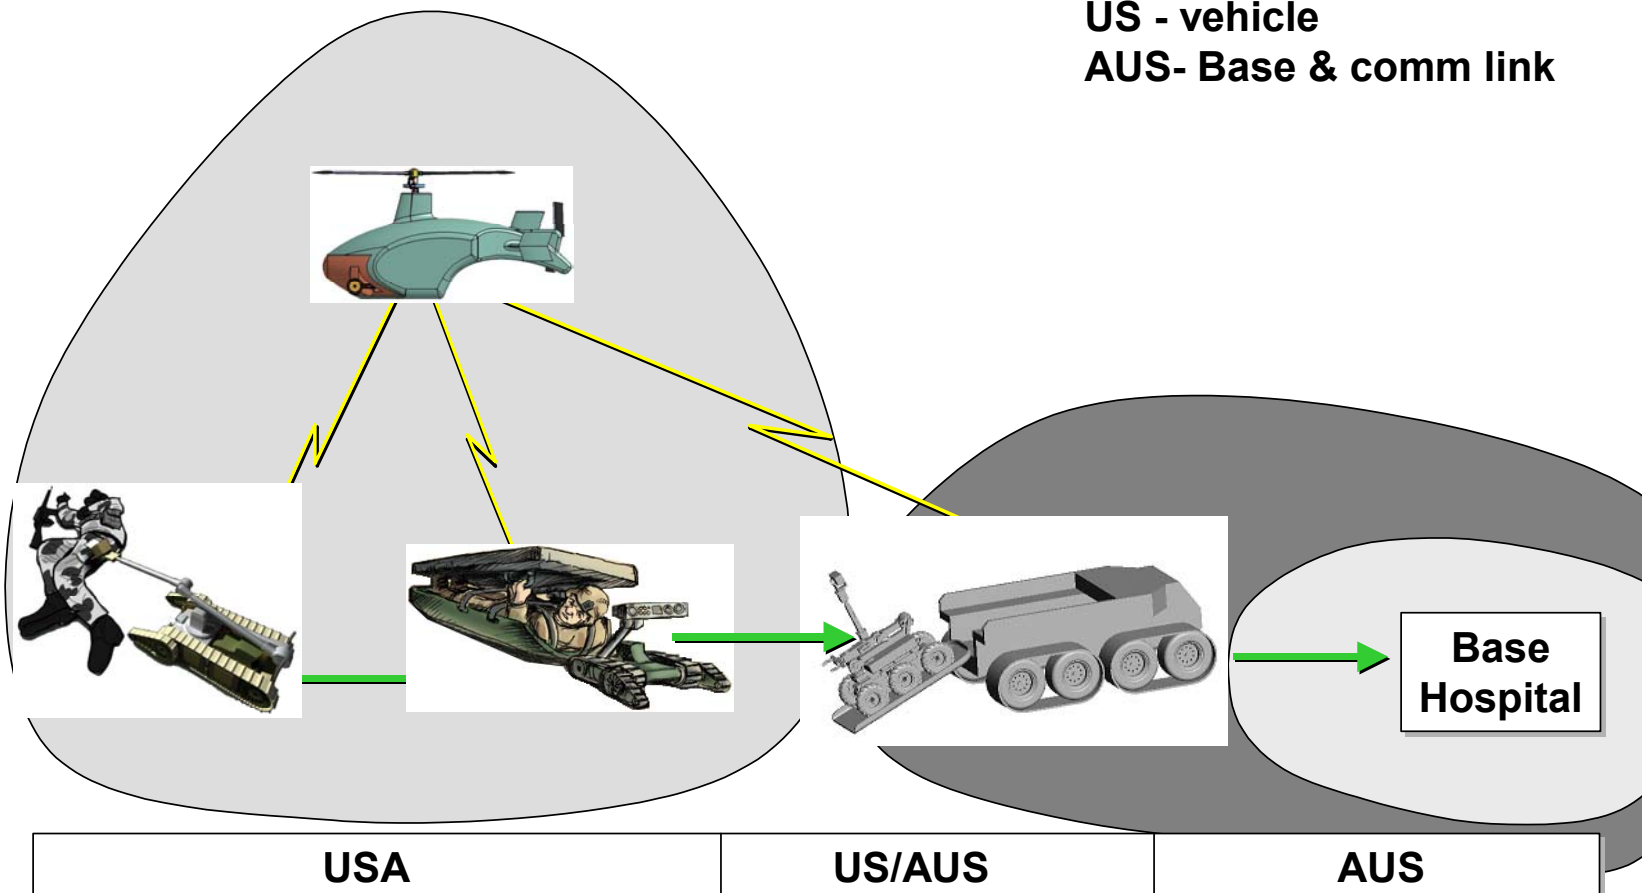 US - vehicle
AUS- Base & comm link
Base
Hospital
USA
US/AUS
AUS